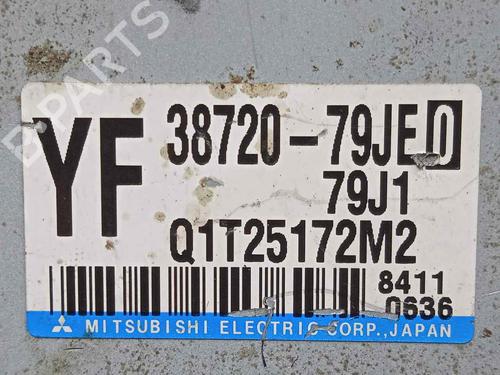 B-PARTS
YF 38720-79JE0
79J1
Q1T25172M2
8411
0636
MITSUBISHI ELECTRIC CORP., JAPAN